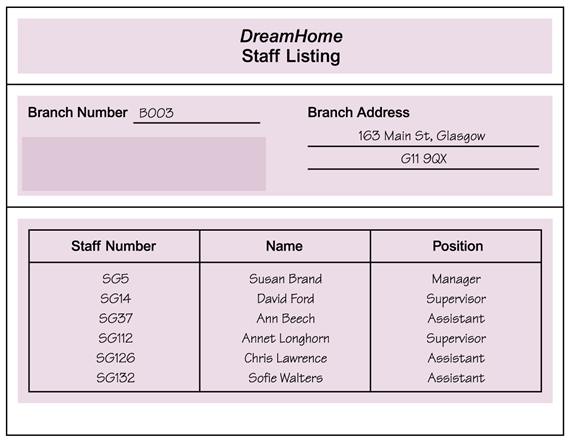 DreamHome
Staff Listing
Branch Number B003
Branch Address
163 Main St, Glasgow
G11 9QX
Staff Number Name Position
SG5 Susan Brand Manager
SG14 David Ford Supervisor
SG37 Ann Beech Assistant
SG112 Annet Longhorn Supervisor
SG126 Chris Lawrence Assistant
SG132 Sofie Walters Assistant